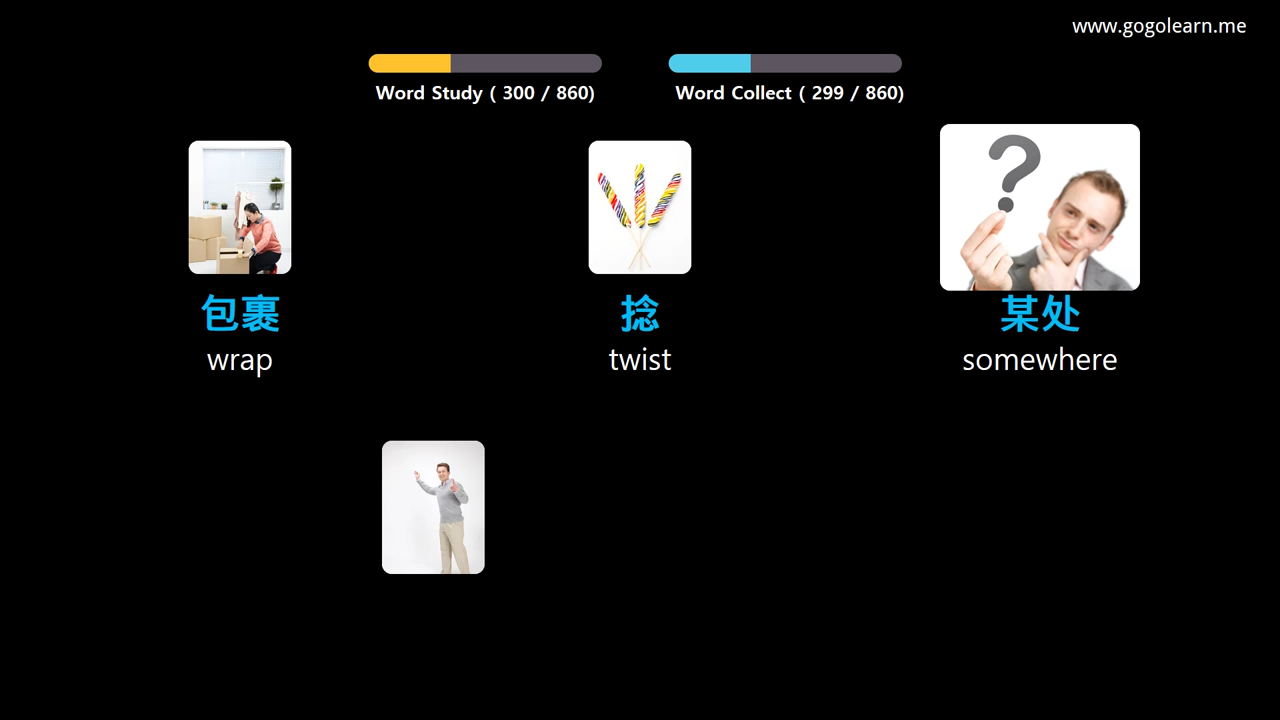 www.gogolearn.me
Word Study ( 300 / 860)
Word Collect ( 299 / 860)
包裹
wrap
捻
twist
某处
somewhere